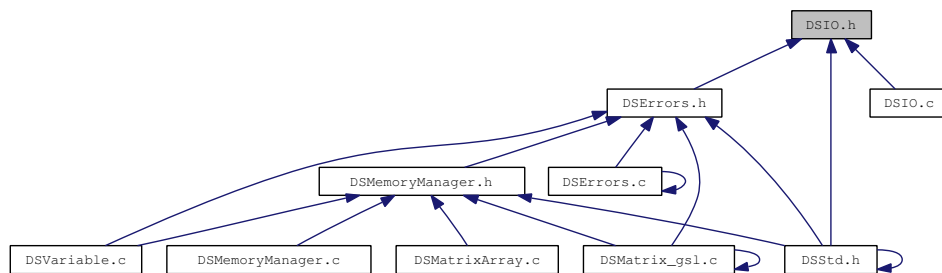 DSIO.h
DSErrors.h
DSIO.c
DSMemoryManager.h
DSErrors.c
DSVariable.c
DSMemoryManager.c
DSMatrixArray.c
DSMatrix_gsl.c
DSStd.h